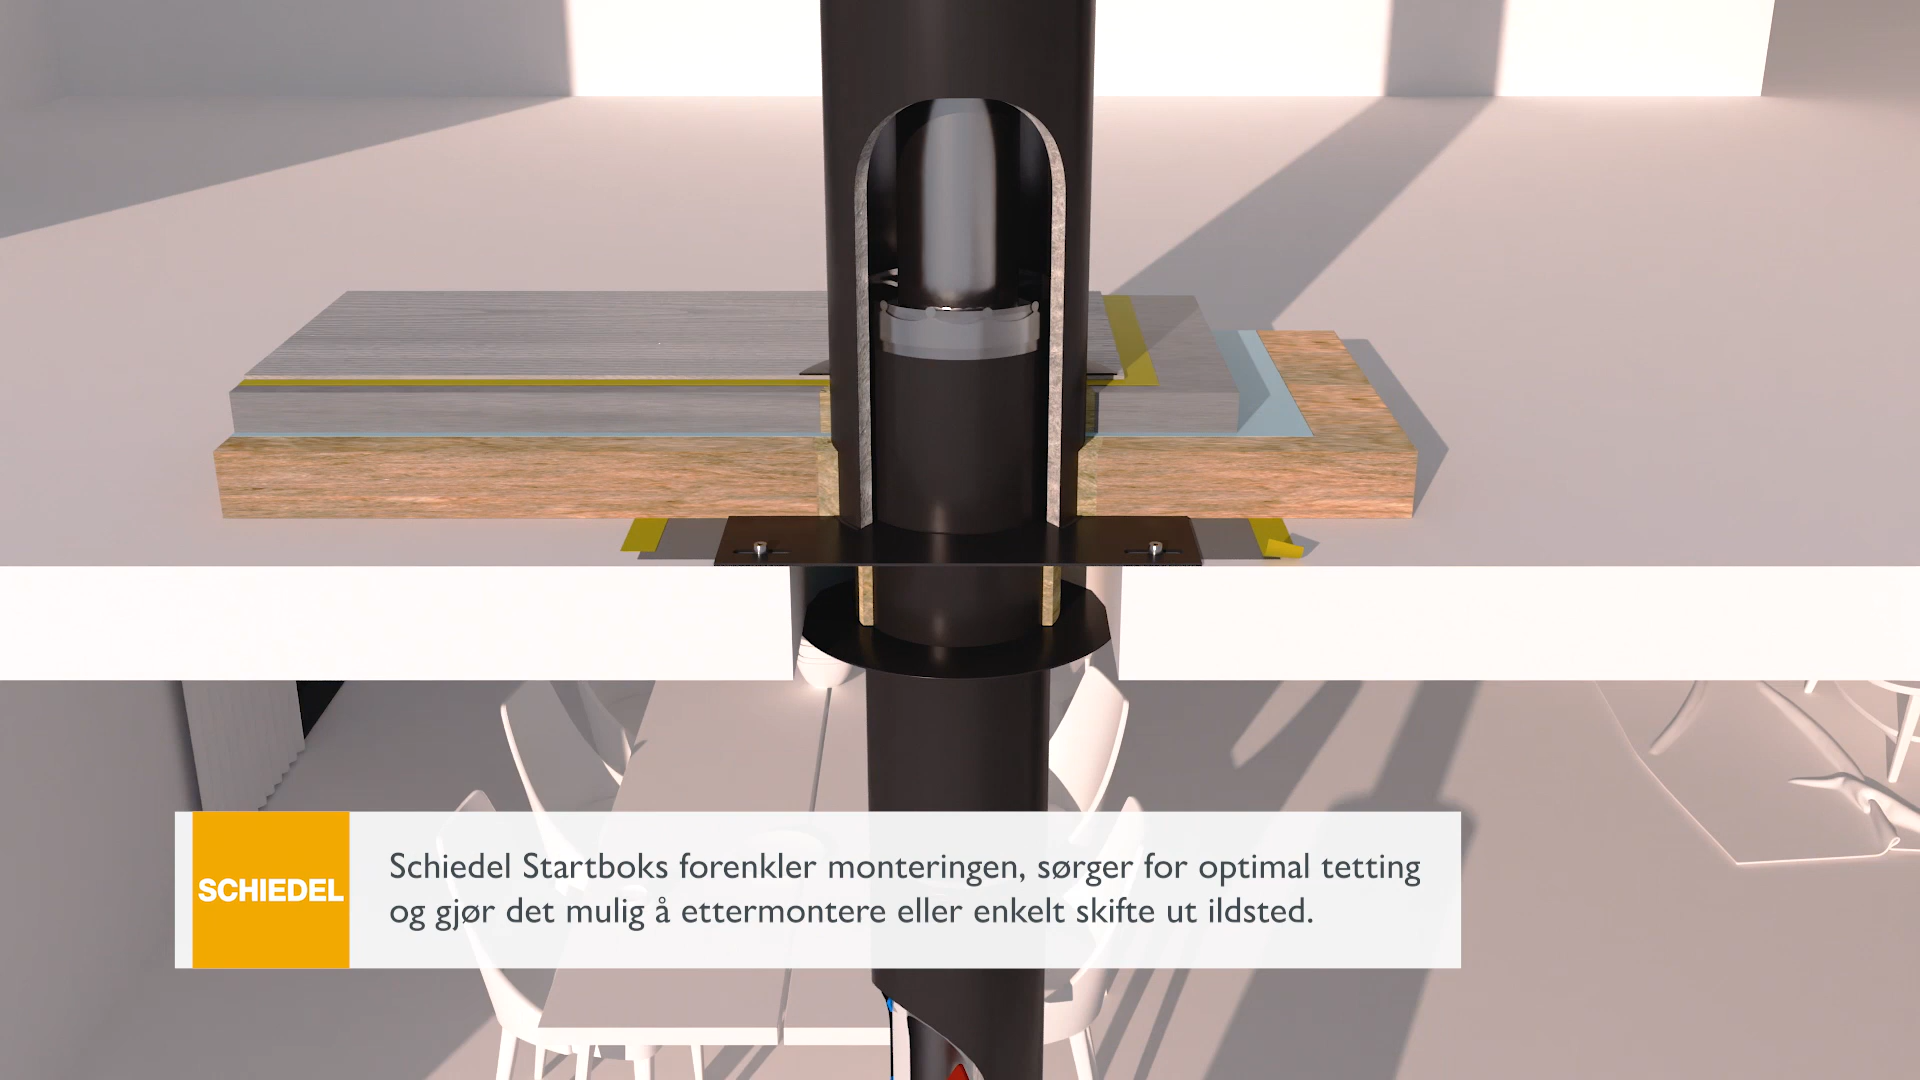 SCHIEDEL
Schiedel Startboks forenkler monteringen, sørger for optimal tetting
og gjør det mulig å ettermontere eller enkelt skifte ut ildsted.